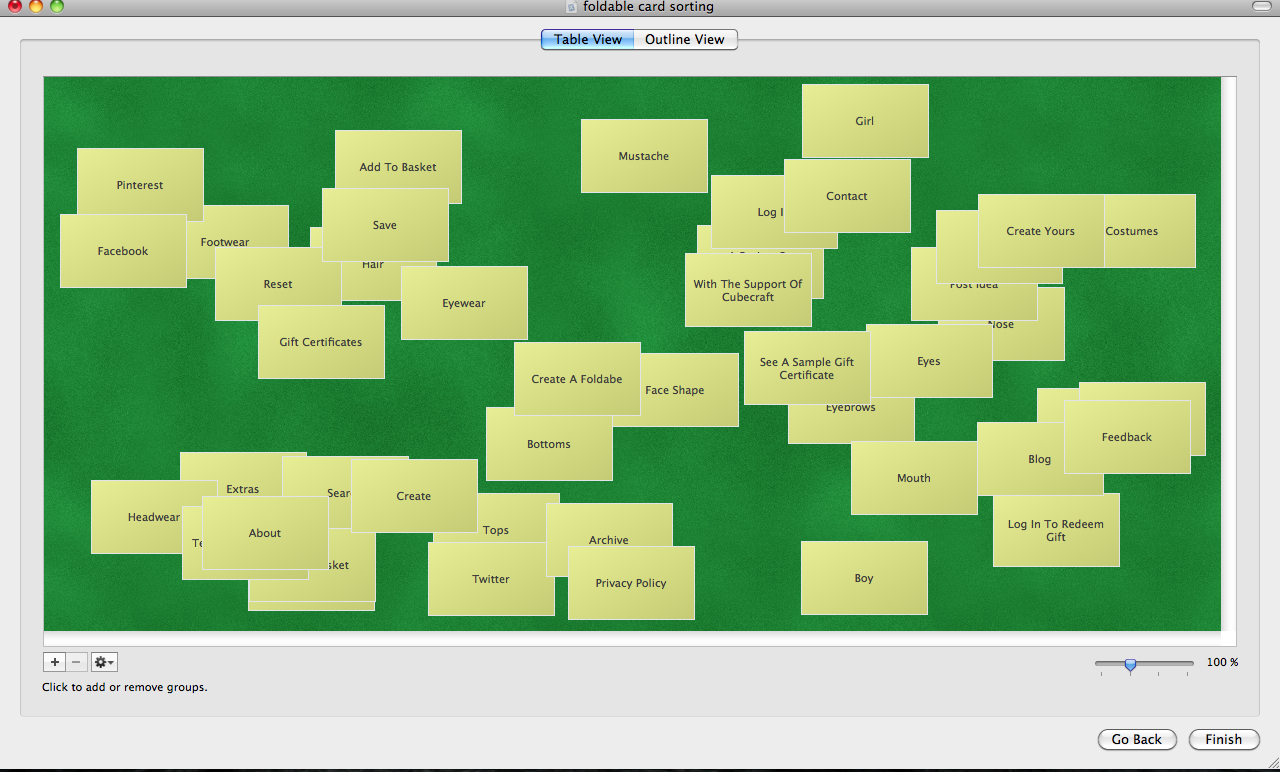 foldable card sorting
Table View
Outline View
Girl
Mustache
Add To Basket
Pinterest
Contact
Log I
Save
Create Yours
Costumes
Footwear
Facebook
Hair
Reset
With The Support Of
Cubecraft
Post Idea
Eyewear
Nose
Gift Certificates
See A Sample Gift
Certificate
Eyes
Create A Foldabe
Face Shape
Eyebrows
Feedback
Bottoms
Blog
Mouth
Extras
Sear
Create
Headwear
Log In To Redeem
Gift
About
Te
Tops
Archive
sket
Twitter
Privacy Policy
Boy
100 %
Click to add or remove groups.
Go Back
Finish